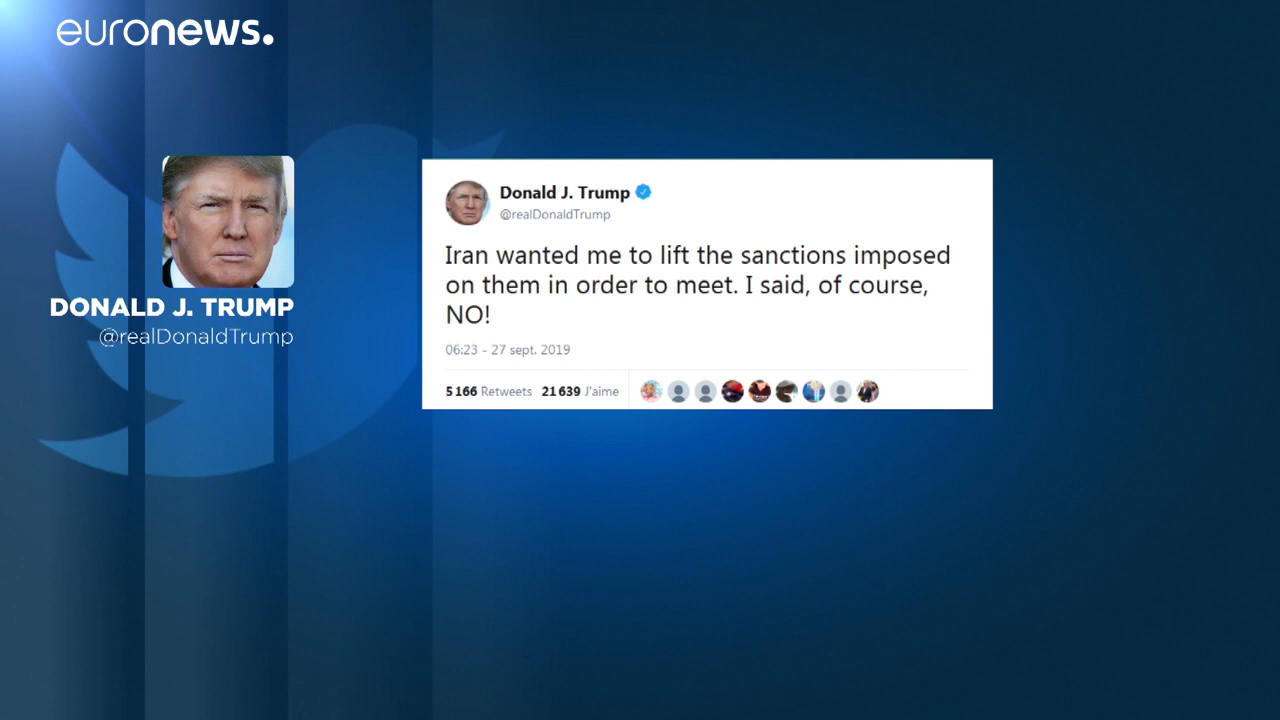 euronews.
DONALD J. TRUMP
@realDonaldTrump
Donald J. Trump
@realDonaldTrump
Iran wanted me to lift the sanctions imposed
on them in order to meet. I said, of course,
NO!
06:23 - 27 sept. 2019
5 166 Retweets 21 639 J'aime